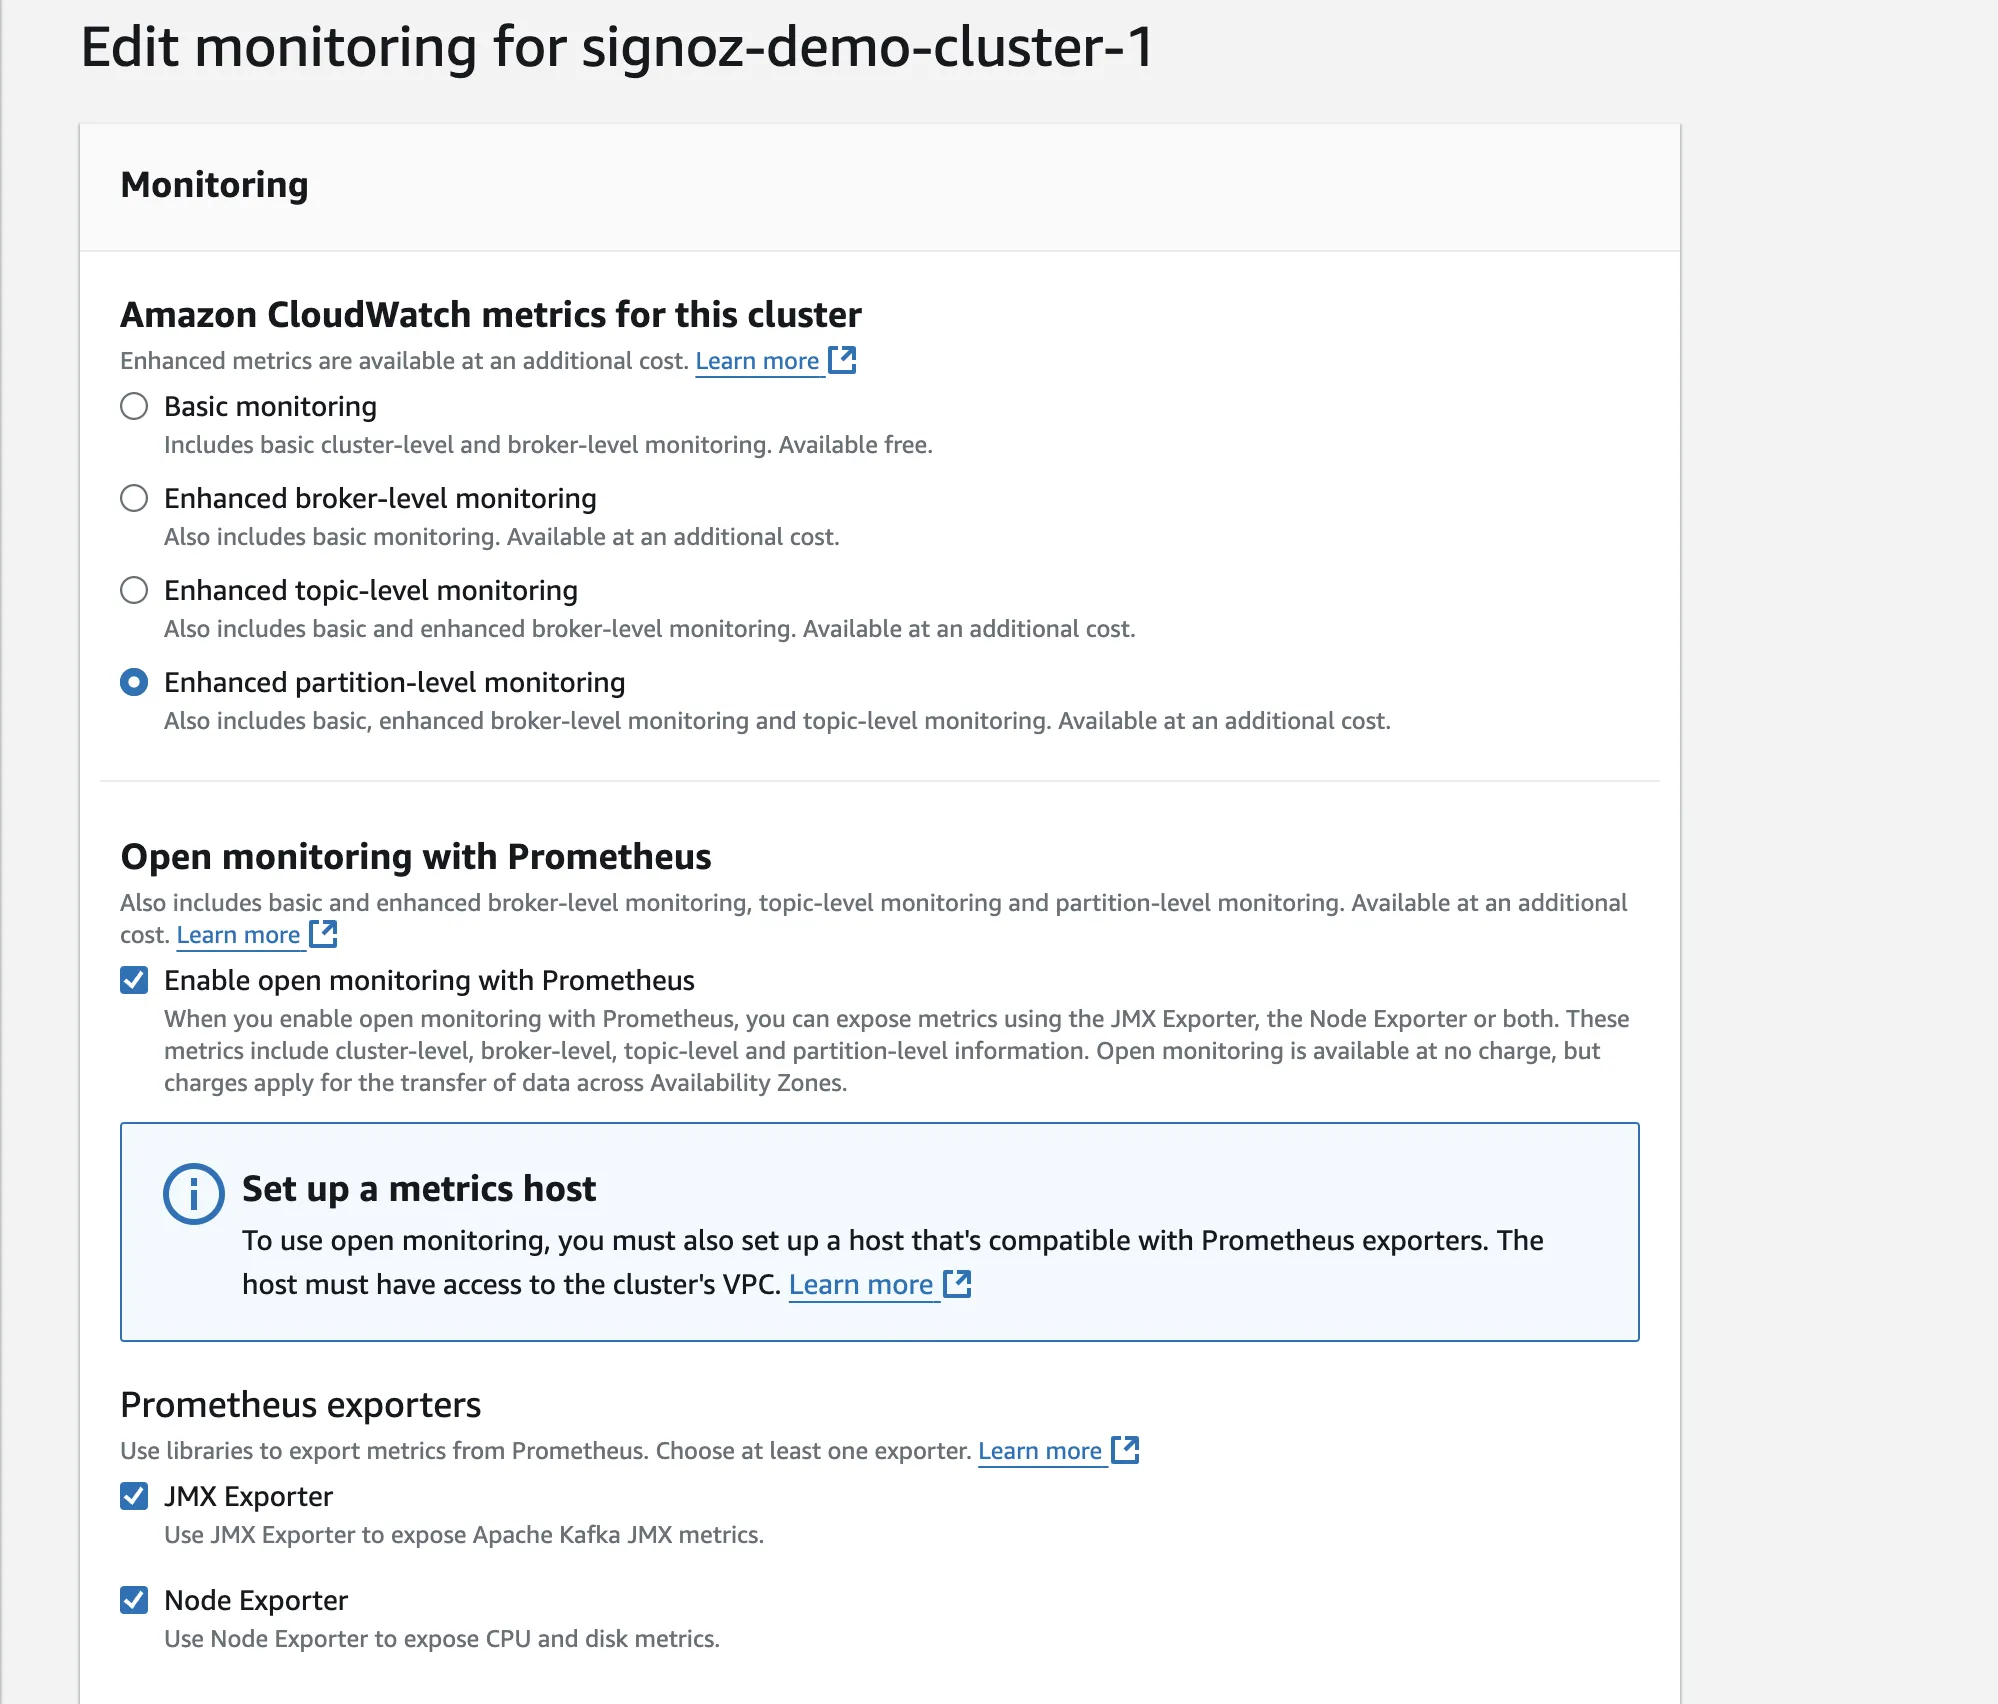 Edit monitoring for signoz-demo-cluster-1
Monitoring
Amazon CloudWatch metrics for this cluster
Enhanced metrics are available at an additional cost. Learn more
Basic monitoring
Includes basic cluster-level and broker-level monitoring. Available free.
Enhanced broker-level monitoring
Also includes basic monitoring. Available at an additional cost.
Enhanced topic-level monitoring
Also includes basic and enhanced broker-level monitoring. Available at an additional cost.
Enhanced partition-level monitoring
Also includes basic, enhanced broker-level monitoring and topic-level monitoring. Available at an additional cost.
Open monitoring with Prometheus
Also includes basic and enhanced broker-level monitoring, topic-level monitoring and partition-level monitoring. Available at an additional
cost. Learn more
Enable open monitoring with Prometheus
When you enable open monitoring with Prometheus, you can expose metrics using the JMX Exporter, the Node Exporter or both. These
metrics include cluster-level, broker-level, topic-level and partition-level information. Open monitoring is available at no charge, but
charges apply for the transfer of data across Availability Zones.
Set up a metrics host
To use open monitoring, you must also set up a host that's compatible with Prometheus exporters. The
host must have access to the cluster's VPC. Learn more
Prometheus exporters
Use libraries to export metrics from Prometheus. Choose at least one exporter. Learn more
JMX Exporter
Use JMX Exporter to expose Apache Kafka JMX metrics.
Node Exporter
Use Node Exporter to expose CPU and disk metrics.